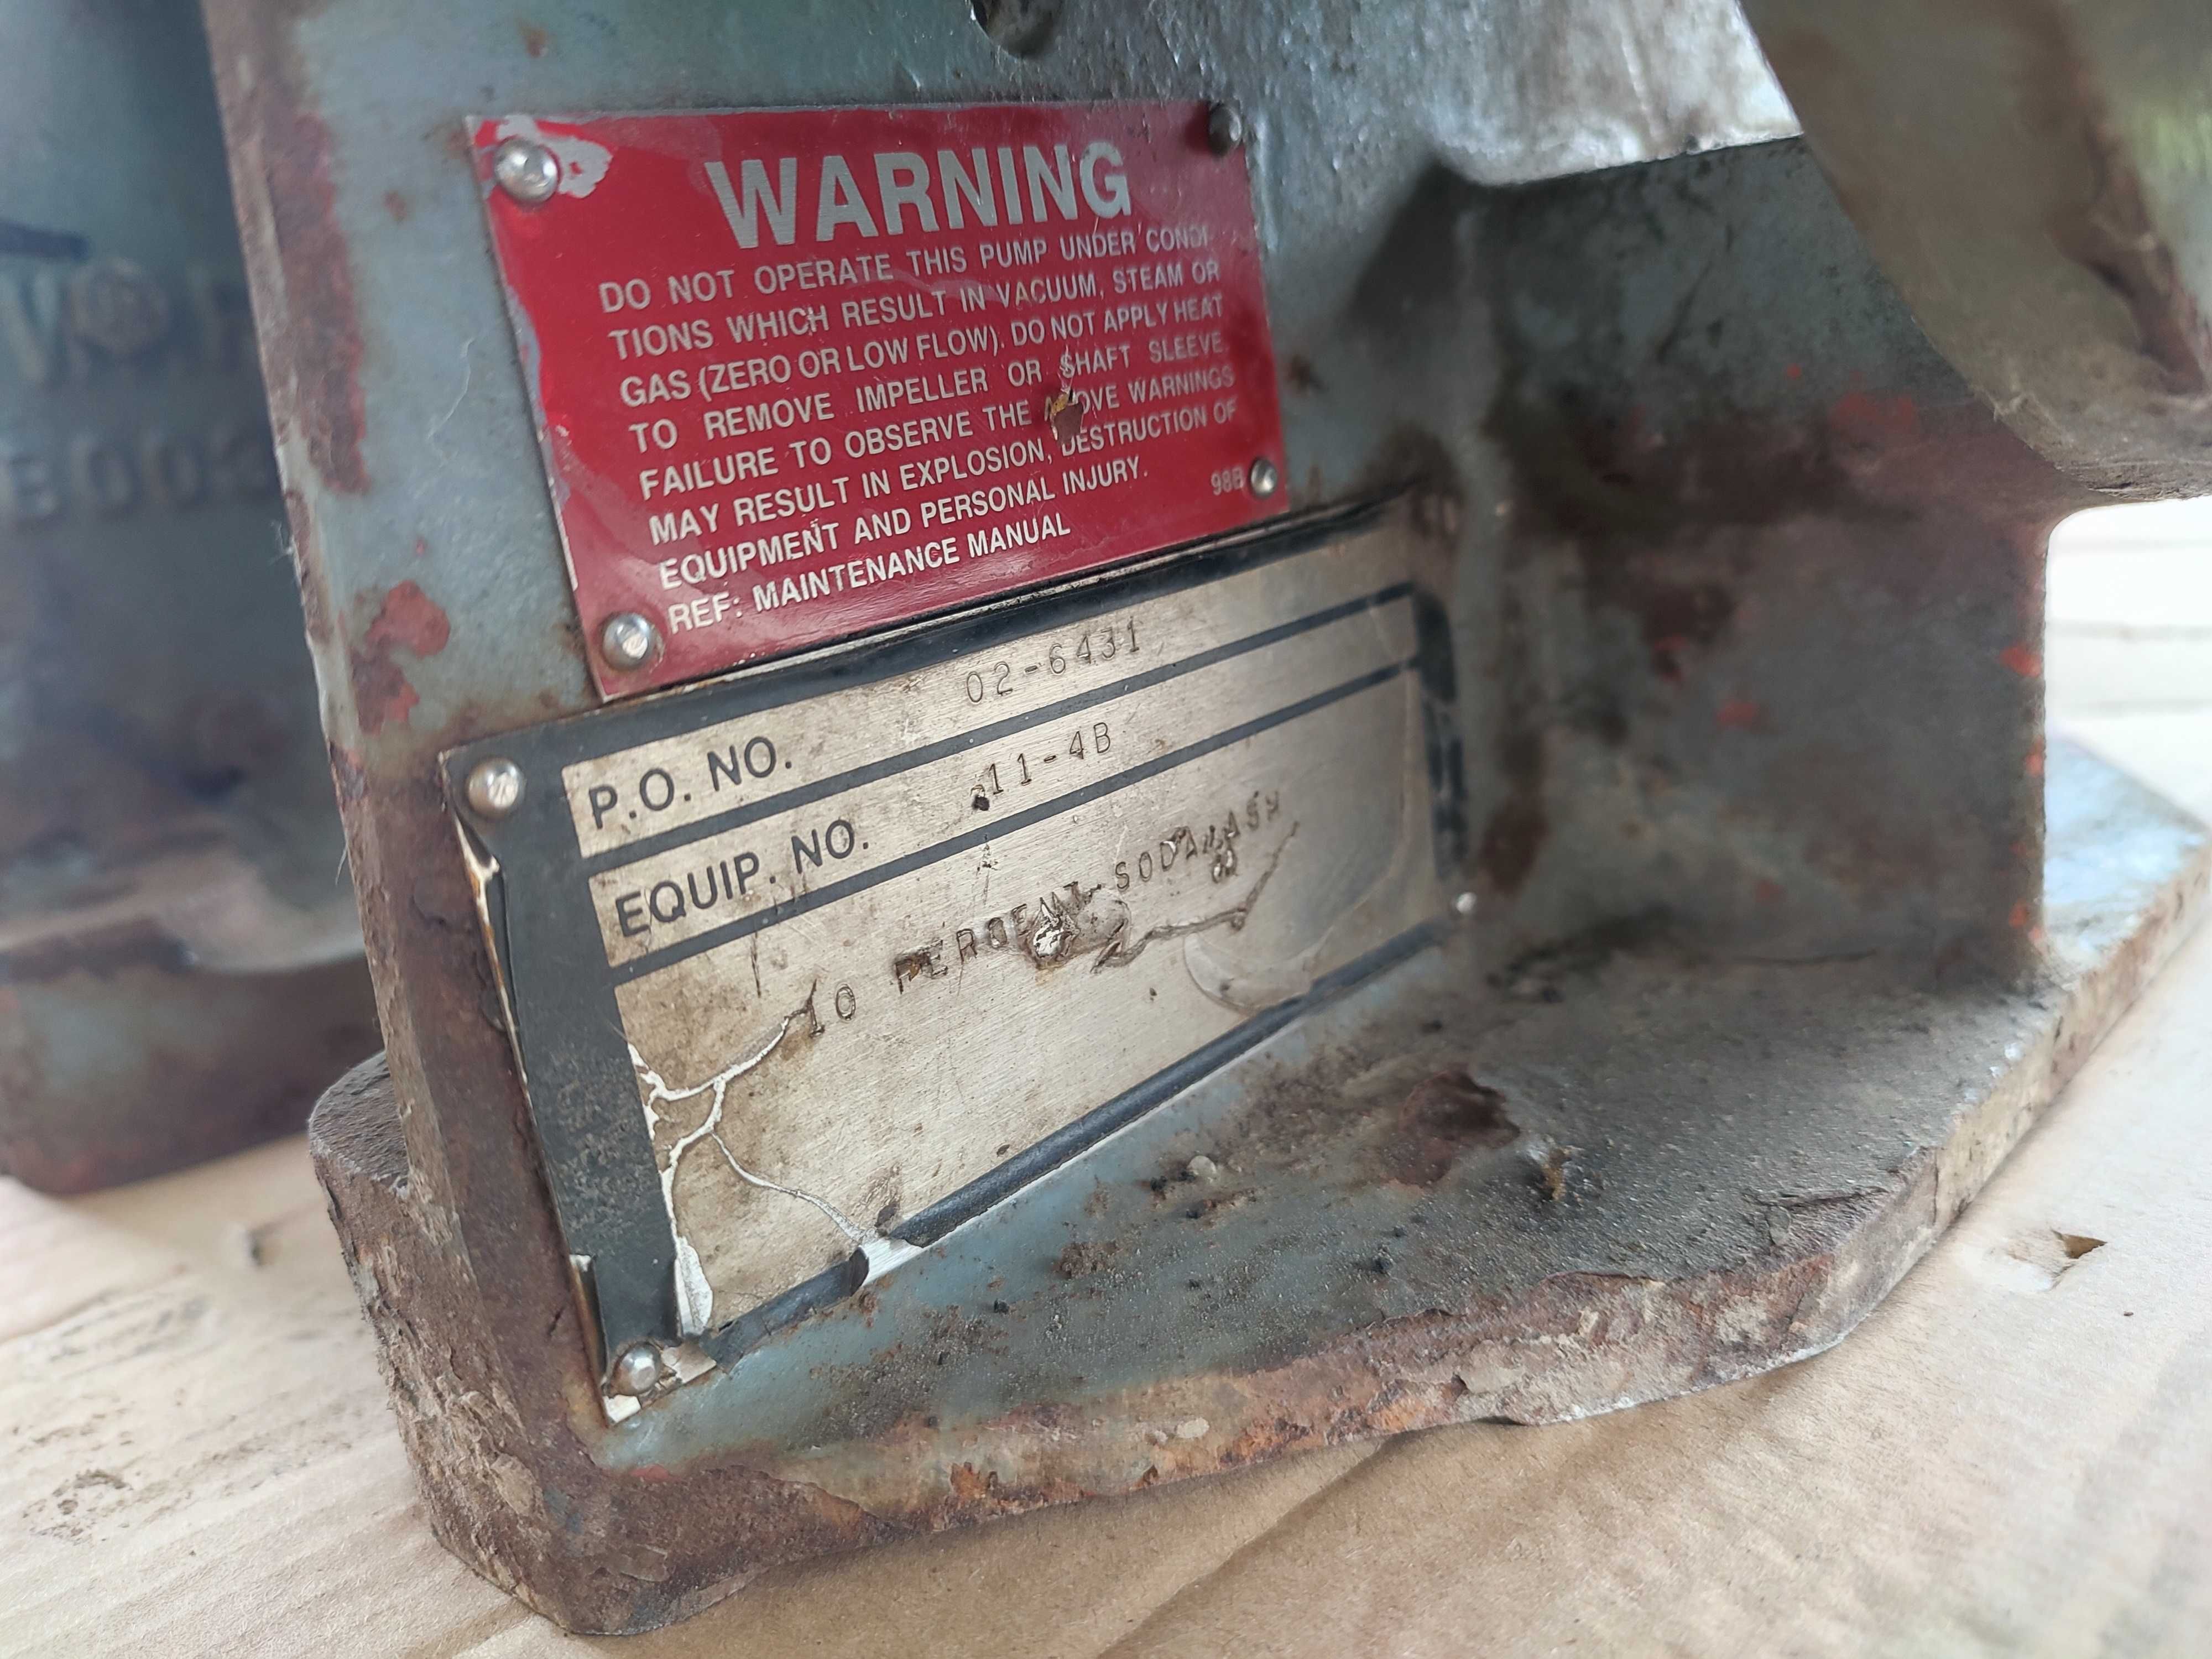 WARNING
DO NOT OPERATE THIS PUMP UNDER CONDI-
TIONS WHICH RESULT IN VACUUM, STEAM OR
GAS (ZERO OR LOW FLOW). DO NOT APPLY HEAT
TO REMOVE IMPELLER OR SHAFT SLEEVE.
FAILURE TO OBSERVE THE ABOVE WARNINGS
MAY RESULT IN EXPLOSION, DESTRUCTION OF
EQUIPMENT AND PERSONAL INJURY.
REF: MAINTENANCE MANUAL 98B
P.O. NO. 02-6431
EQUIP. NO. 11-4B
10 PERCENT SODA ASH